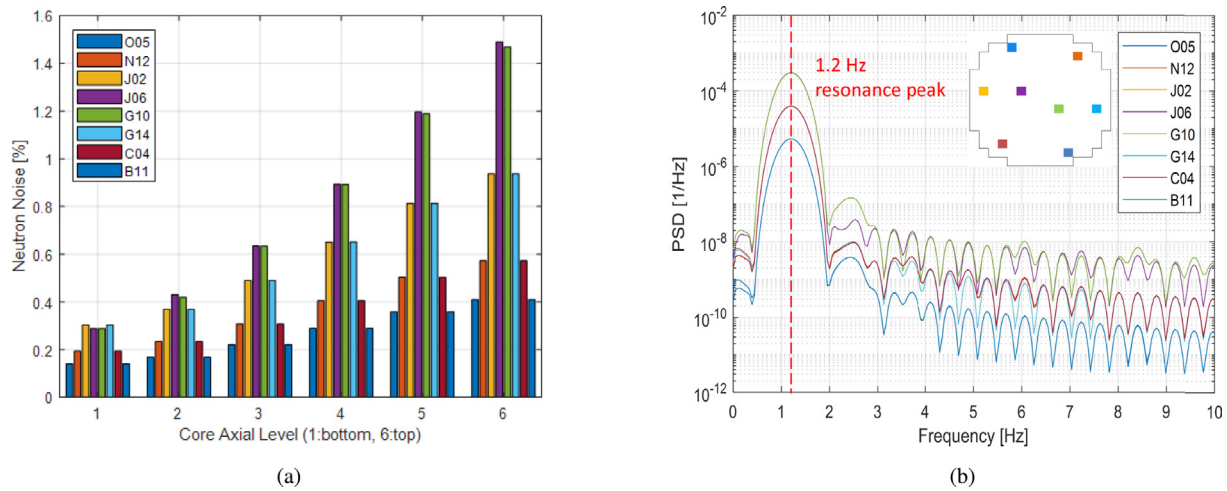 1.6
1.4
1.2
1
0.8
0.6
0.4
0.2
0
Neutron Noise [%]
O05
N12
J02
J06
G10
G14
C04
B11
1 2 3 4 5 6
Core Axial Level (1:bottom, 6:top)
(a)
10^-2
10^-4
10^-6
10^-8
10^-10
10^-12
PSD [1/Hz]
1.2 Hz
resonance peak
O05
N12
J02
J06
G10
G14
C04
B11
0 1 2 3 4 5 6 7 8 9 10
Frequency [Hz]
(b)